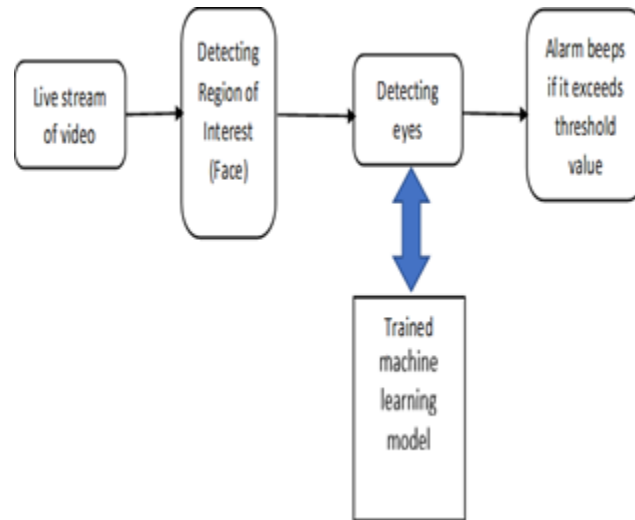 Live stream
of video
Detecting
Region of
Interest
(Face)
Detecting
eyes
Alarm beeps
if it exceeds
threshold
value
Trained
machine
learning
model